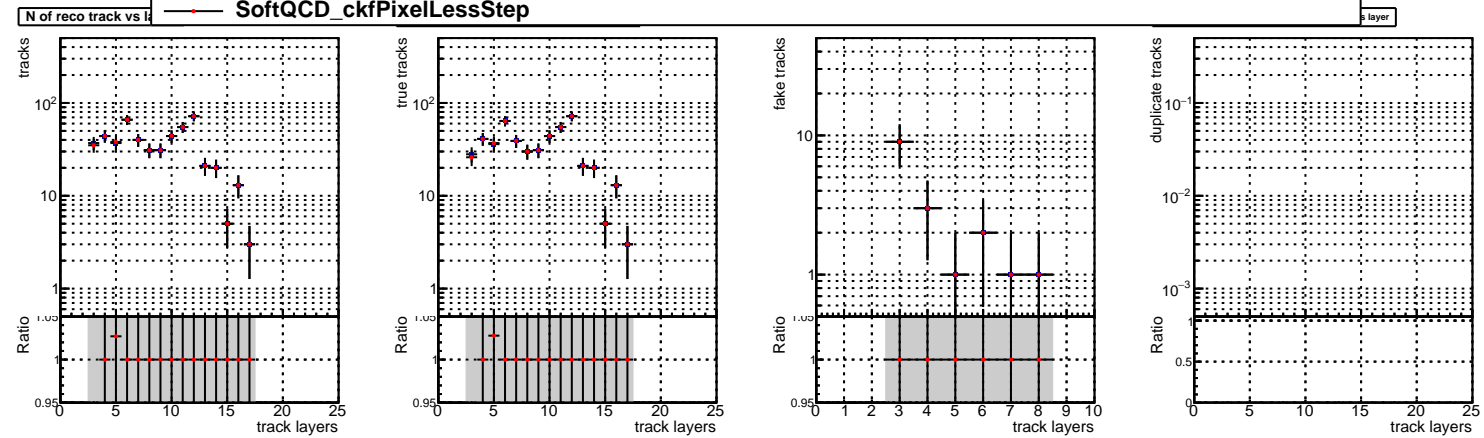 SoftQCD_ckfPixelLessStep
N of reco track vs la
s layer
tracks
10²
10
1
Ratio
1.05
1
0.95
0 5 10 15 20 25
track layers
true tracks
10²
10
1
Ratio
1.05
1
0.95
0 5 10 15 20 25
track layers
fake tracks
10
1
Ratio
1.05
1
0.95
0 1 2 3 4 5 6 7 8 9 10
track layers
duplicate tracks
10⁻¹
10⁻²
10⁻³
Ratio
1
0.5
0
0 5 10 15 20 25
track layers